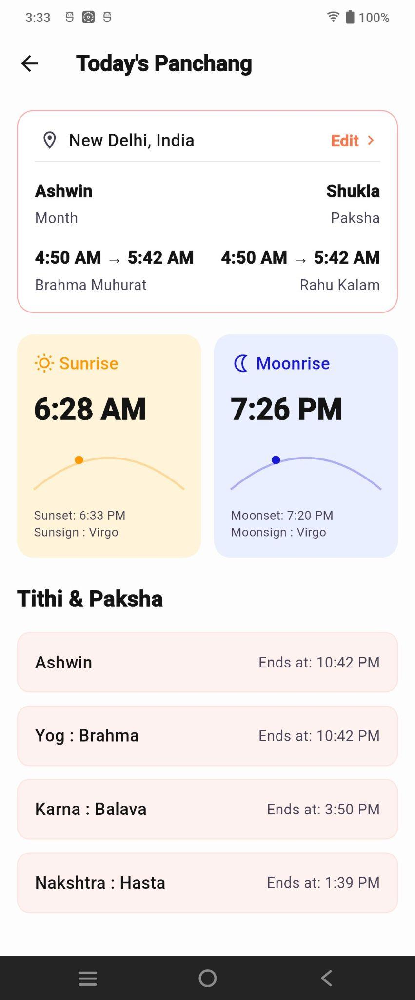 3:33 100%
Today's Panchang
New Delhi, India Edit
Ashwin Shukla
Month Paksha
4:50 AM → 5:42 AM 4:50 AM → 5:42 AM
Brahma Muhurat Rahu Kalam
Sunrise
6:28 AM
Sunset: 6:33 PM
Sunsign : Virgo
Moonrise
7:26 PM
Moonset: 7:20 PM
Moonsign : Virgo
Tithi & Paksha
Ashwin Ends at: 10:42 PM
Yog : Brahma Ends at: 10:42 PM
Karna : Balava Ends at: 3:50 PM
Nakshtra : Hasta Ends at: 1:39 PM